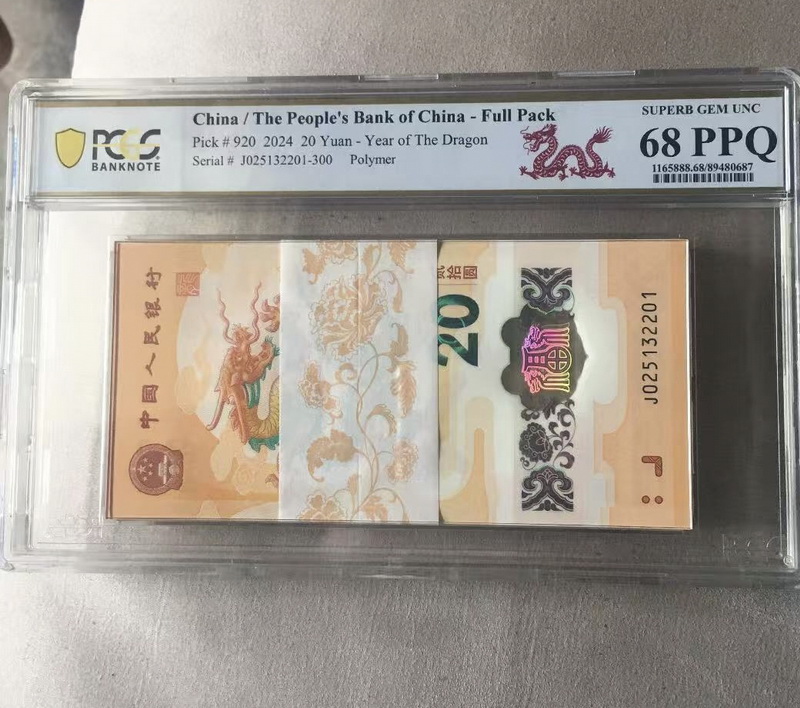 PCGS
BANKNOTE
China / The People's Bank of China - Full Pack
Pick # 920 2024 20 Yuan - Year of The Dragon
Serial # J025132201-300 Polymer
SUPERB GEM UNC
68 PPQ
1165888.68/89480687
中国人民银行
贰拾圆
20
福
J025132201